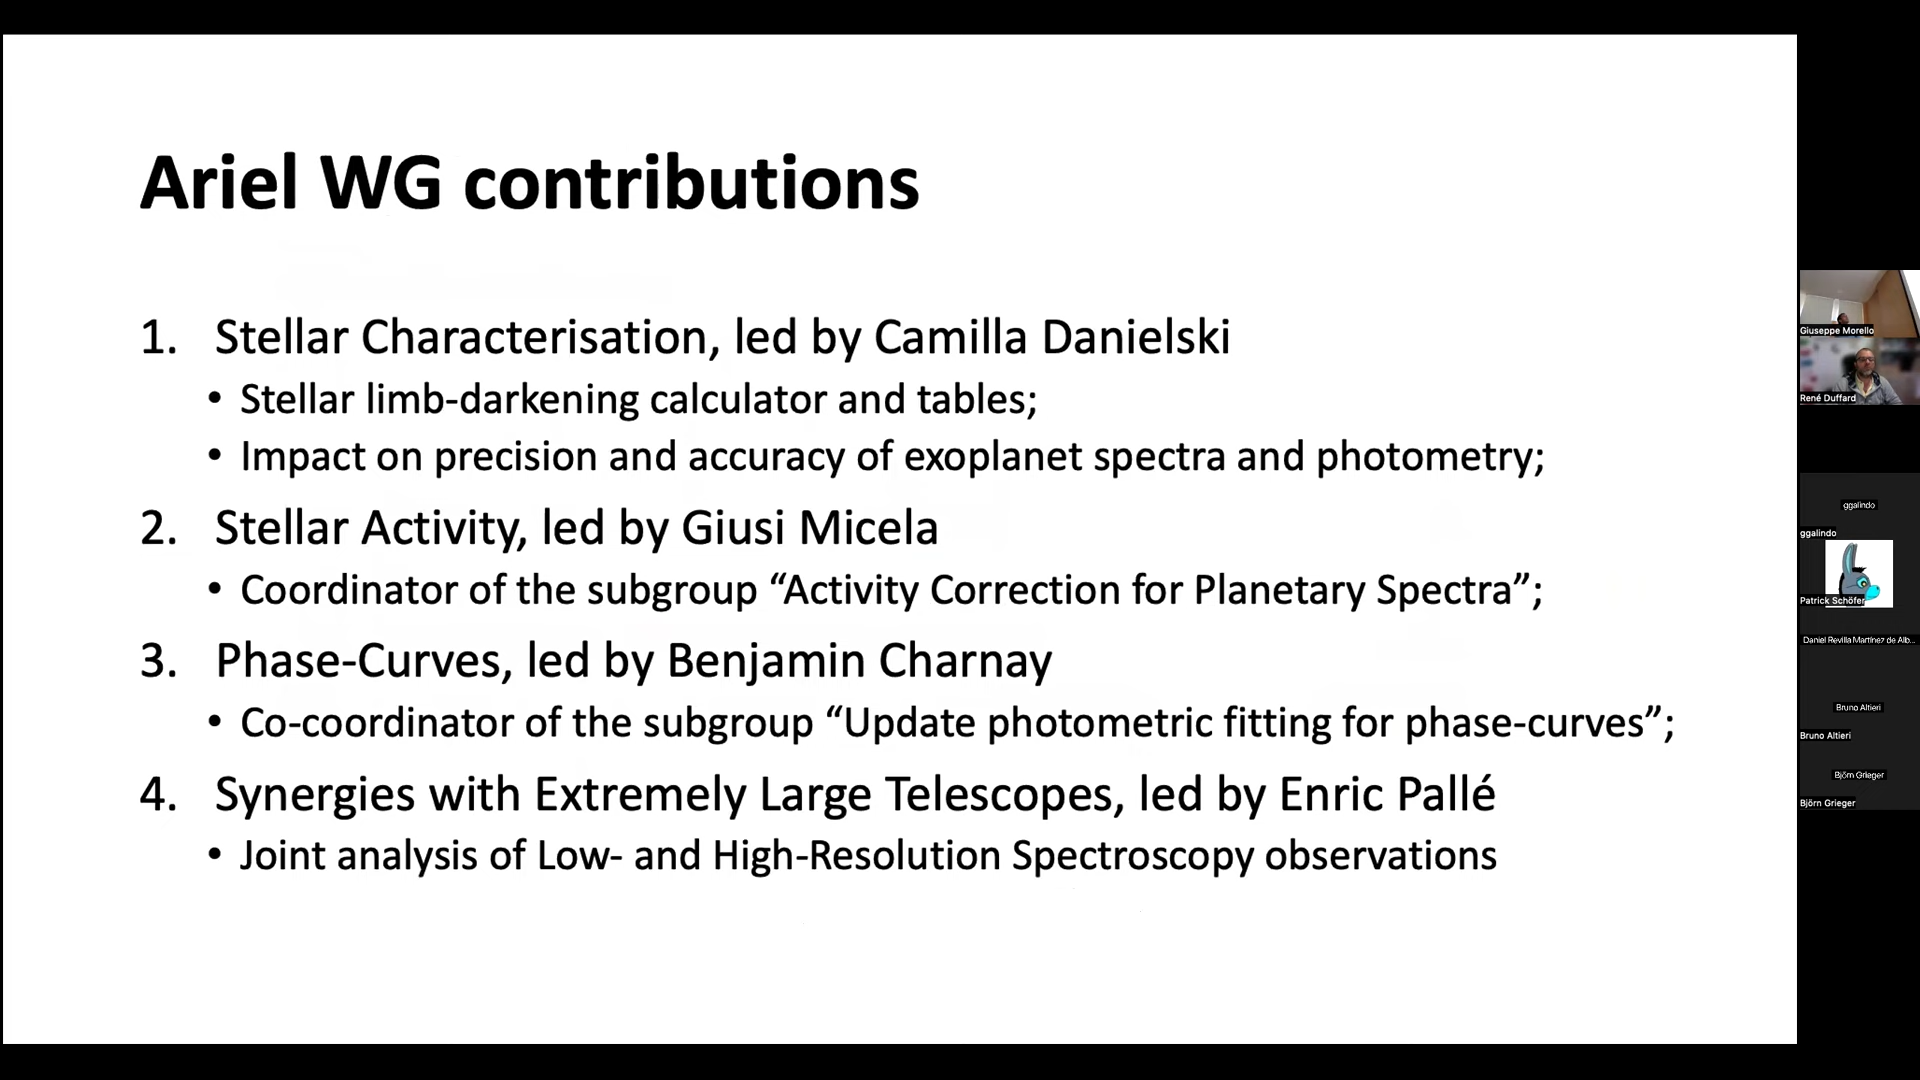 Ariel WG contributions
1. Stellar Characterisation, led by Camilla Danielski
• Stellar limb-darkening calculator and tables;
• Impact on precision and accuracy of exoplanet spectra and photometry;
2. Stellar Activity, led by Giusi Micela
• Coordinator of the subgroup “Activity Correction for Planetary Spectra”;
3. Phase-Curves, led by Benjamin Charnay
• Co-coordinator of the subgroup “Update photometric fitting for phase-curves”;
4. Synergies with Extremely Large Telescopes, led by Enric Pallé
• Joint analysis of Low- and High-Resolution Spectroscopy observations
Giuseppe Morello
René Duffard
ggalindo
ggalindo
Patrick Schöfer
Daniel Revilla Martínez de Alb...
Bruno Altieri
Bruno Altieri
Björn Grieger
Björn Grieger